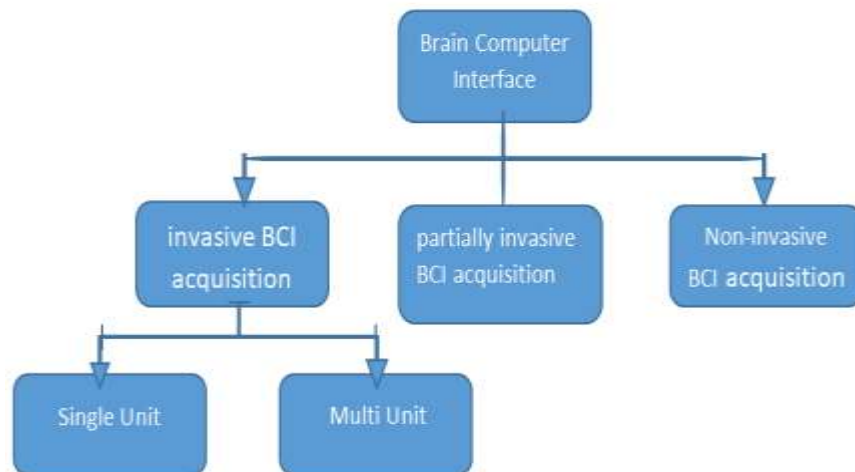 Brain Computer
Interface
invasive BCI
acquisition
partially invasive
BCI acquisition
Non-invasive
BCI acquisition
Single Unit
Multi Unit